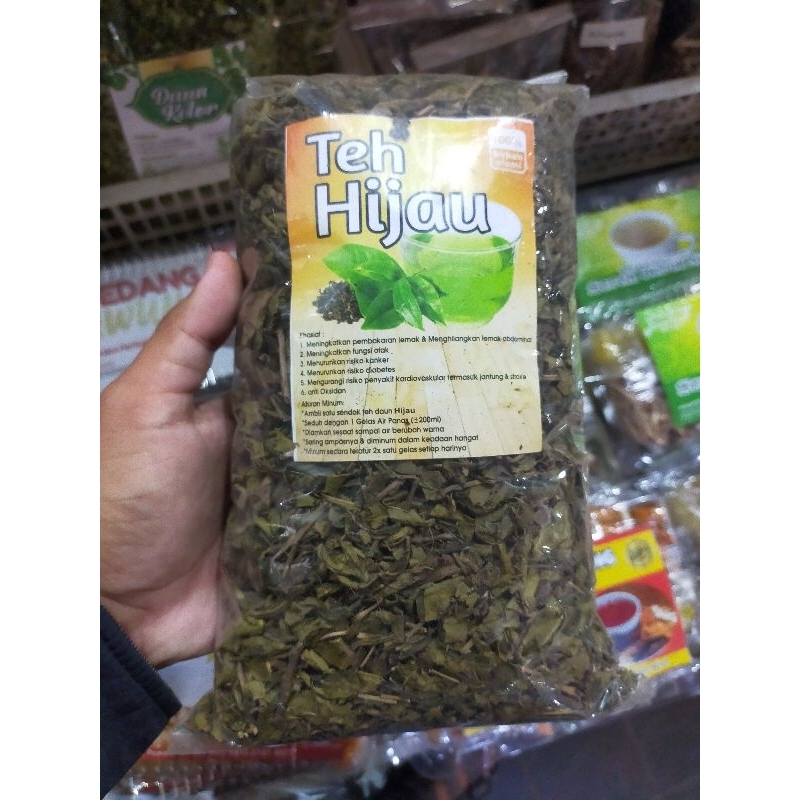 Daun
Teh
Hijau
100%
EDANG
Khasiat :
1. Meningkatkan pembakaran lemak & Menghilangkan lemak abdominal
2. Meningkatkan fungsi otak
3. Menurunkan risiko kanker
4. Menurunkan risiko diabetes
5. Mengurangi risiko penyakit kardiovaskular termasuk jantung & stroke
6. anti Oksidan
Aturan Minum:
*Ambil satu sendok teh daun Hijau
*Seduh dengan 1 Gelas Air Panas (±200ml)
*Diamkan sesaat sampai air berubah warna
*Saring ampasnya & diminum dalam keadaan hangat
*Minum secara teratur 2x satu gelas setiap harinya